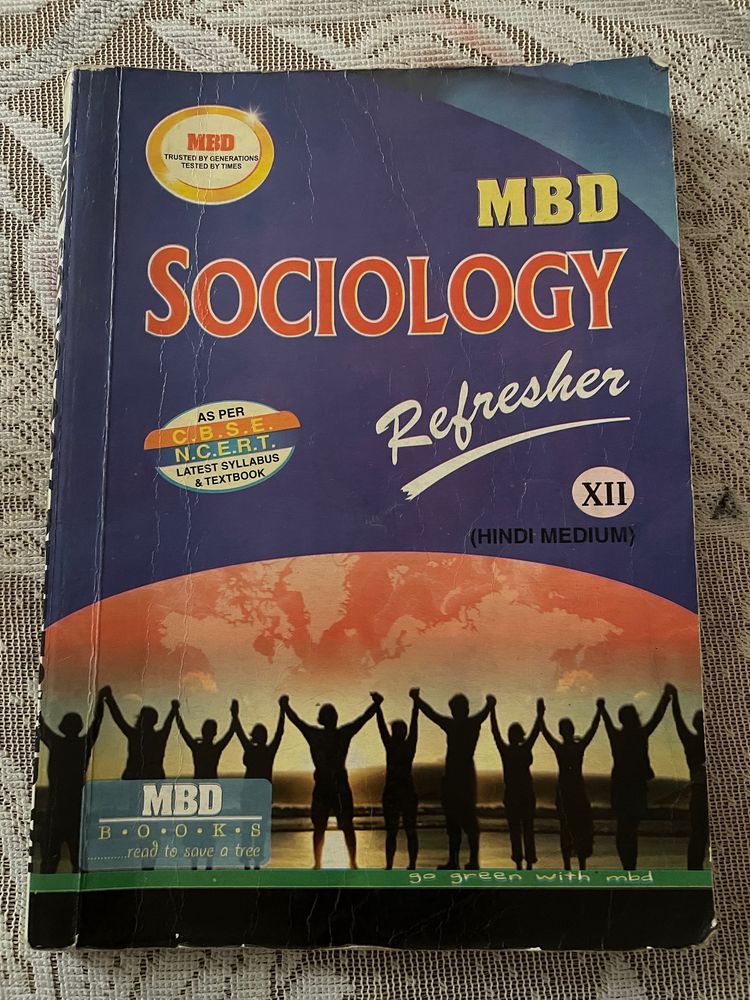 MBD
TRUSTED BY GENERATIONS
TESTED BY TIMES
MBD
SOCIOLOGY
Refresher
AS PER
C.B.S.E.
N.C.E.R.T.
LATEST SYLLABUS
& TEXTBOOK
XII
(HINDI MEDIUM)
MBD
B•O•O•K•S
..........read to save a tree
go green with mbd